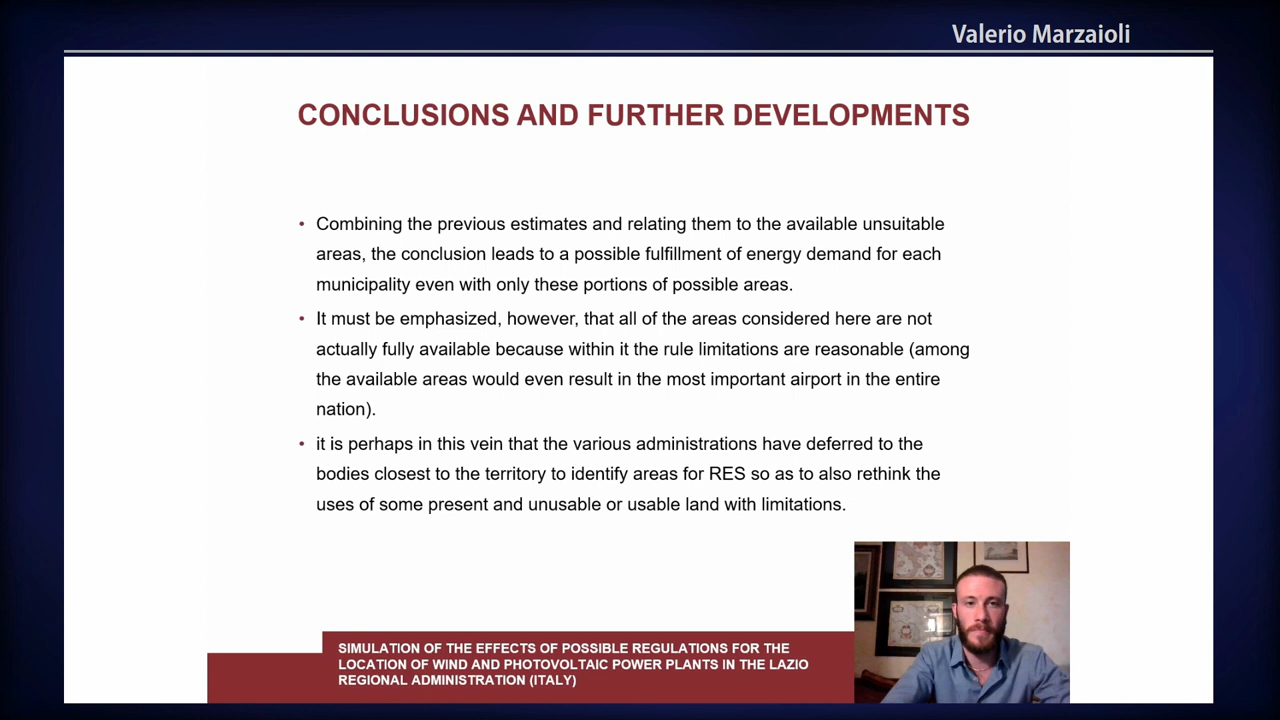 Valerio Marzaioli
CONCLUSIONS AND FURTHER DEVELOPMENTS
• Combining the previous estimates and relating them to the available unsuitable
areas, the conclusion leads to a possible fulfillment of energy demand for each
municipality even with only these portions of possible areas.
• It must be emphasized, however, that all of the areas considered here are not
actually fully available because within it the rule limitations are reasonable (among
the available areas would even result in the most important airport in the entire
nation).
• it is perhaps in this vein that the various administrations have deferred to the
bodies closest to the territory to identify areas for RES so as to also rethink the
uses of some present and unusable or usable land with limitations.
SIMULATION OF THE EFFECTS OF POSSIBLE REGULATIONS FOR THE
LOCATION OF WIND AND PHOTOVOLTAIC POWER PLANTS IN THE LAZIO
REGIONAL ADMINISTRATION (ITALY)